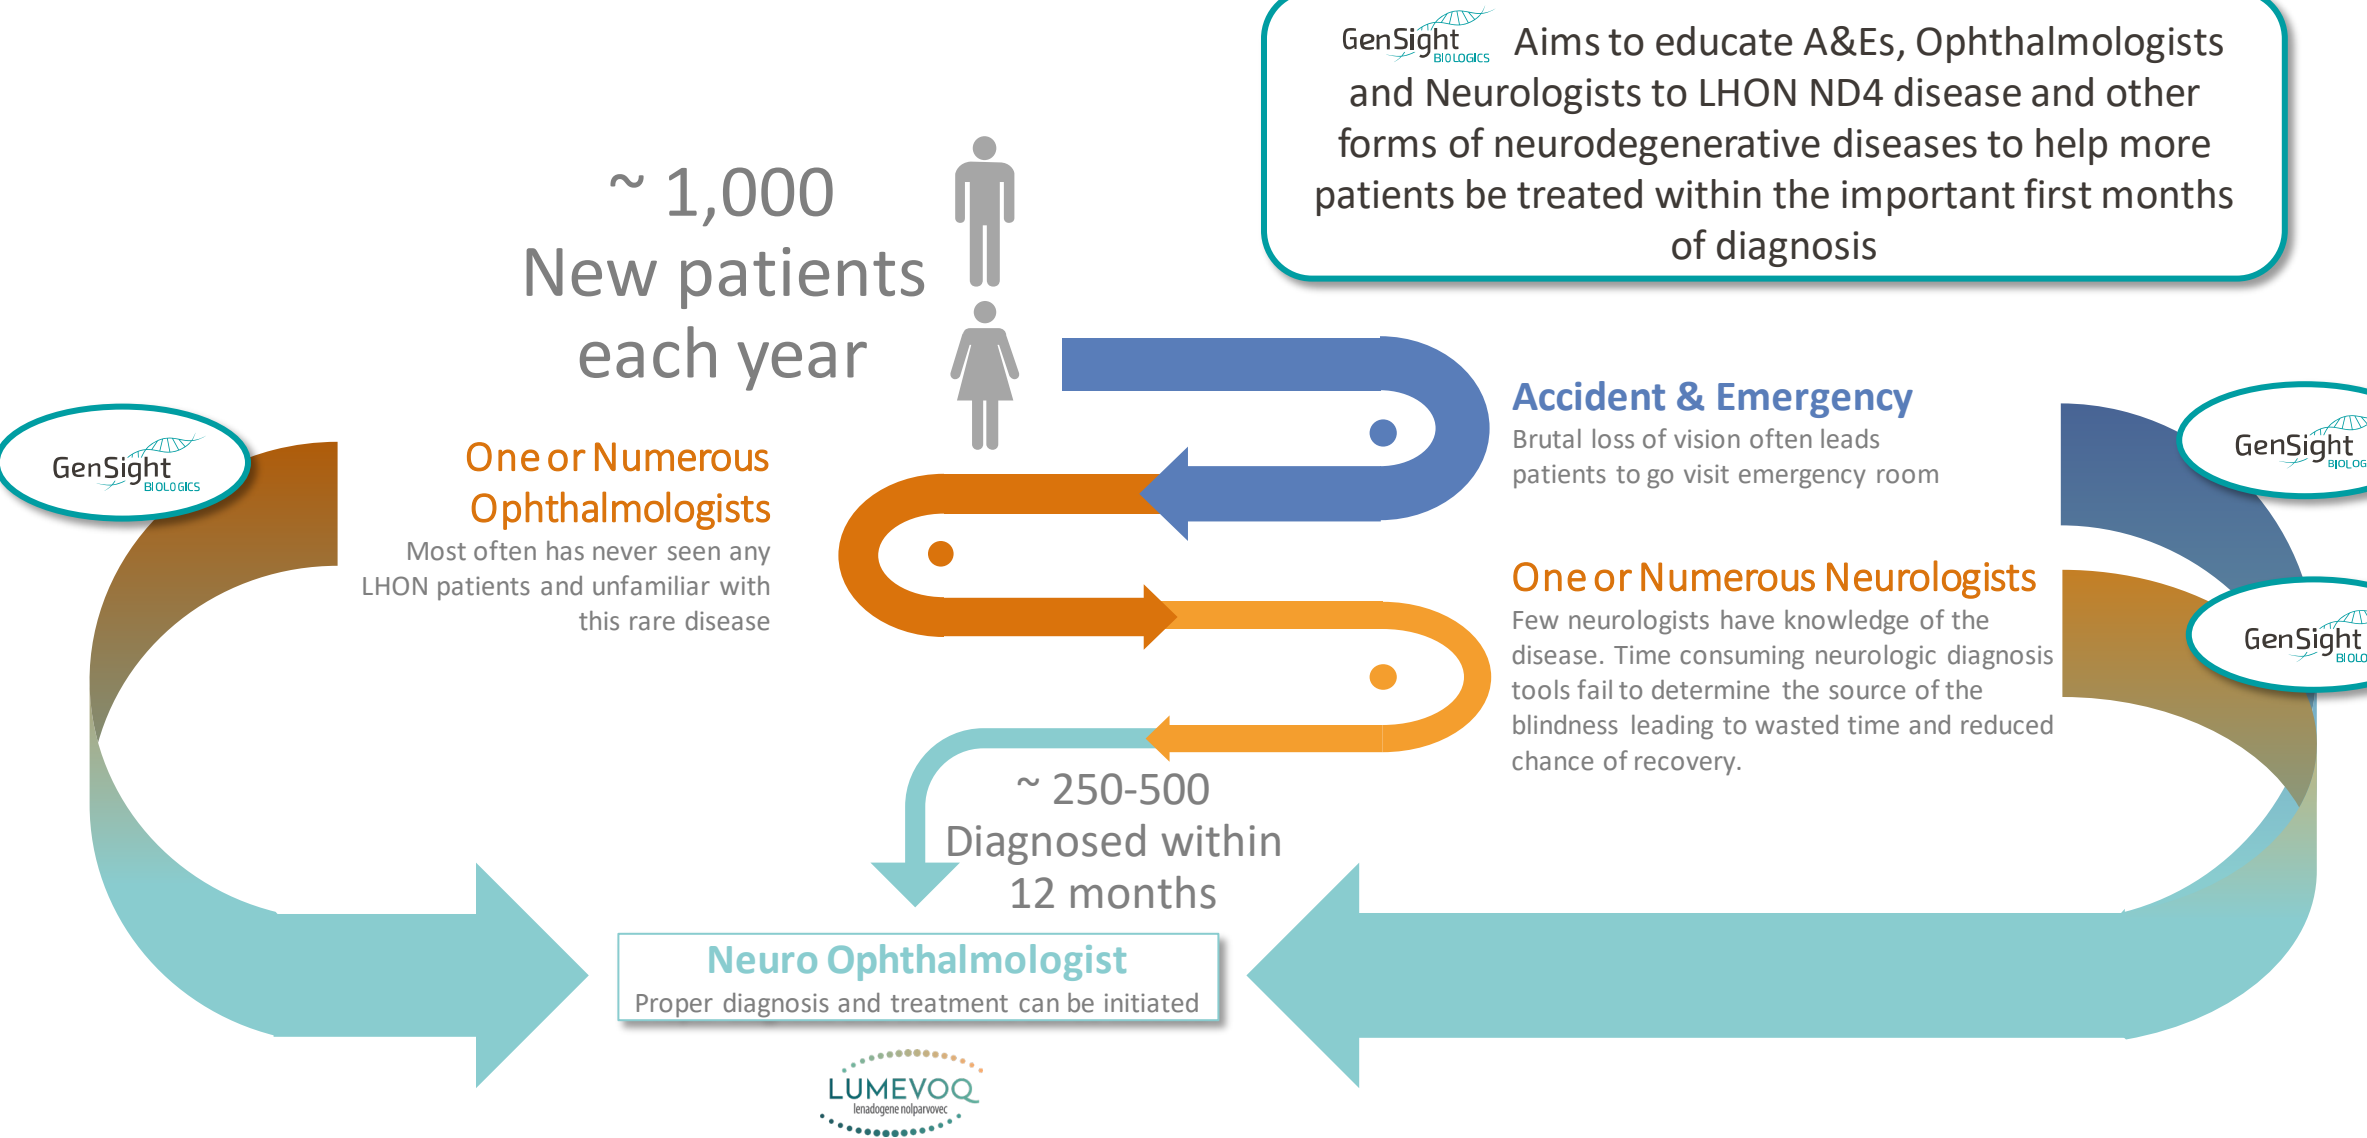 GenSight
BIOLOGICS
Aims to educate A&Es, Ophthalmologists
and Neurologists to LHON ND4 disease and other
forms of neurodegenerative diseases to help more
patients be treated within the important first months
of diagnosis
~ 1,000
New patients
each year
Accident & Emergency
Brutal loss of vision often leads
patients to go visit emergency room
GenSight
BIOLOG
GenSight
BIOLOGICS
One or Numerous
Ophthalmologists
Most often has never seen any
LHON patients and unfamiliar with
this rare disease
One or Numerous Neurologists
Few neurologists have knowledge of the
disease. Time consuming neurologic diagnosis
tools fail to determine the source of the
blindness leading to wasted time and reduced
chance of recovery.
GenSight
BIOLO
~ 250-500
Diagnosed within
12 months
Neuro Ophthalmologist
Proper diagnosis and treatment can be initiated
LUMEVOQ
lenadogene nolparvovec